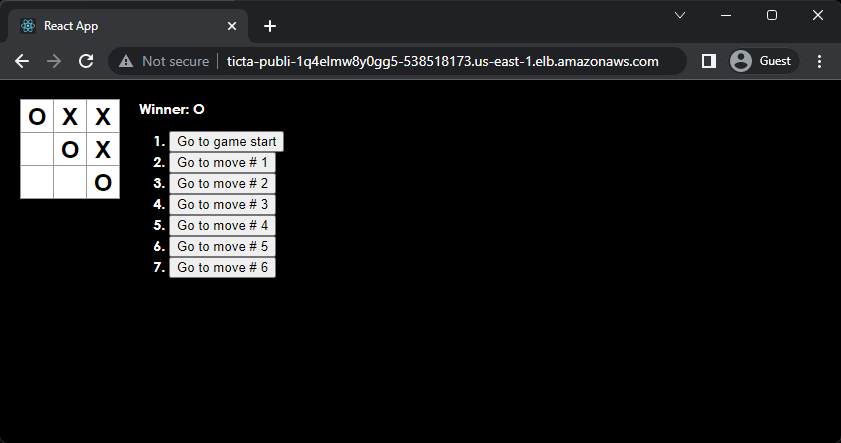 React App
Not secure ticta-publi-1q4elmw8y0gg5-538518173.us-east-1.elb.amazonaws.com Guest
O X X
O X
O
Winner: O
1. Go to game start
2. Go to move # 1
3. Go to move # 2
4. Go to move # 3
5. Go to move # 4
6. Go to move # 5
7. Go to move # 6